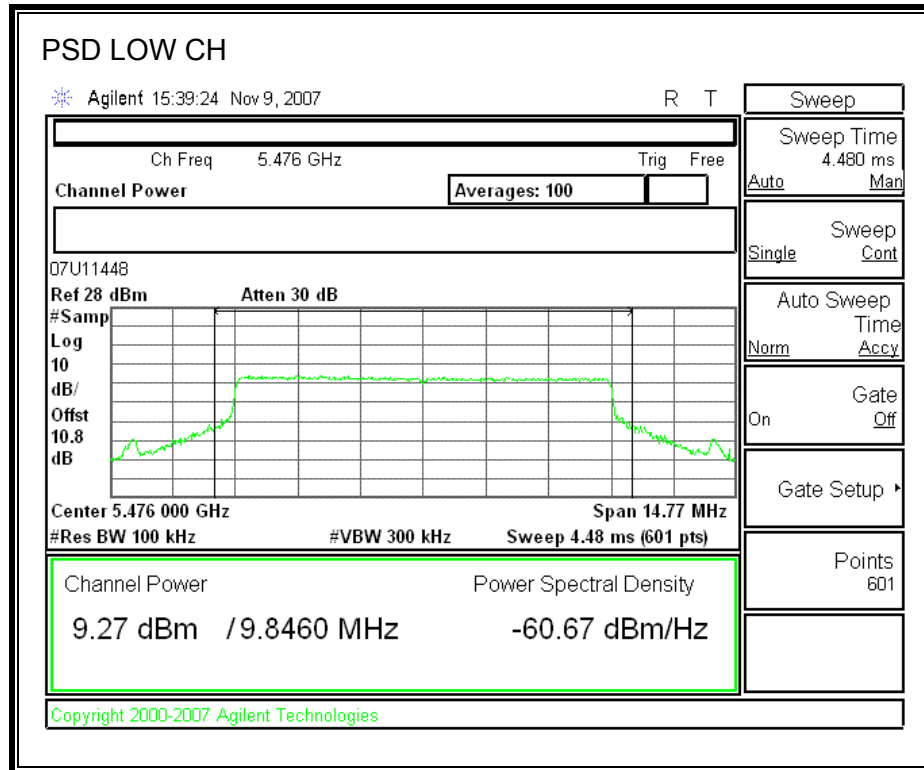 PSD LOW CH
Agilent 15:39:24 Nov 9, 2007 R T
Ch Freq 5.476 GHz Trig Free
Channel Power Averages: 100
07U11448
Ref 28 dBm Atten 30 dB
#Samp
Log
10
dB/
Offst
10.8
dB
Center 5.476 000 GHz Span 14.77 MHz
#Res BW 100 kHz #VBW 300 kHz Sweep 4.48 ms (601 pts)
Channel Power Power Spectral Density
9.27 dBm / 9.8460 MHz -60.67 dBm/Hz
Copyright 2000-2007 Agilent Technologies
Sweep
Sweep Time
4.480 ms
Auto Man
Sweep
Single Cont
Auto Sweep
Time
Norm Accy
Gate
On Off
Gate Setup
Points
601